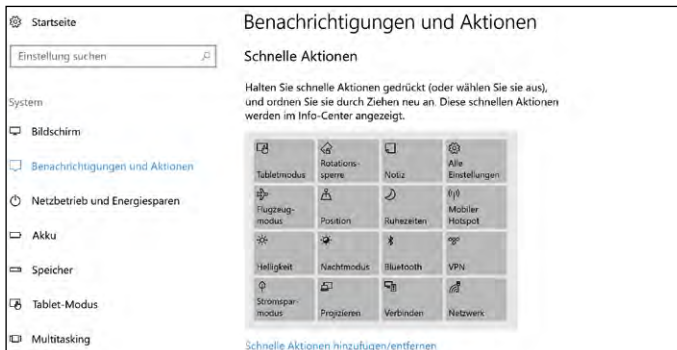 Startseite
Einstellung suchen
System
Bildschirm
Benachrichtigungen und Aktionen
Netzbetrieb und Energiesparen
Akku
Speicher
Tablet-Modus
Multitasking
Benachrichtigungen und Aktionen
Schnelle Aktionen
Halten Sie schnelle Aktionen gedrückt (oder wählen Sie sie aus),
und ordnen Sie sie durch Ziehen neu an. Diese schnellen Aktionen
werden im Info-Center angezeigt.
Tabletmodus
Rotations-
sperre
Notiz
Alle
Einstellungen
Flugzeug-
modus
Position
Ruhezeiten
Mobiler
Hotspot
Helligkeit
Nachtmodus
Bluetooth
VPN
Stromspar-
modus
Projizieren
Verbinden
Netzwerk
Schnelle Aktionen hinzufügen/entfernen